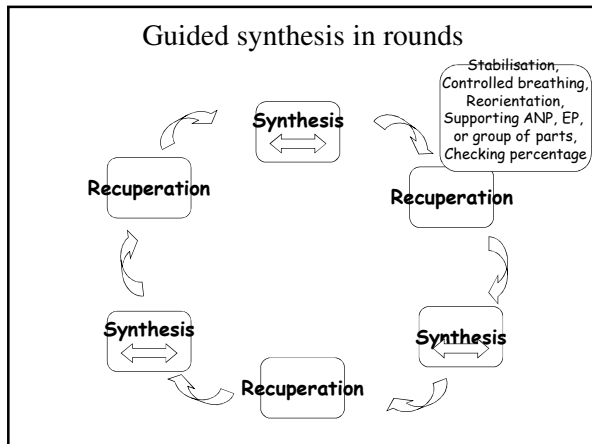 Guided synthesis in rounds
Stabilisation,
Controlled breathing,
Reorientation,
Supporting ANP, EP,
or group of parts,
Checking percentage
Synthesis
Recuperation
Recuperation
Synthesis
Synthesis
Recuperation